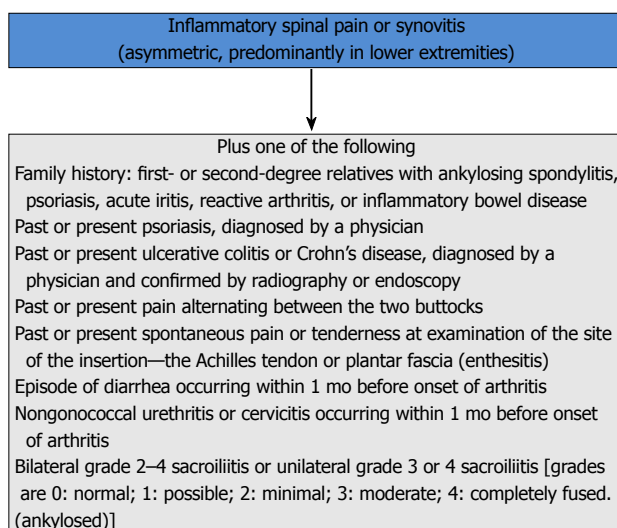 Inflammatory spinal pain or synovitis
(asymmetric, predominantly in lower extremities)
Plus one of the following
Family history: first- or second-degree relatives with ankylosing spondylitis,
psoriasis, acute iritis, reactive arthritis, or inflammatory bowel disease
Past or present psoriasis, diagnosed by a physician
Past or present ulcerative colitis or Crohn’s disease, diagnosed by a
physician and confirmed by radiography or endoscopy
Past or present pain alternating between the two buttocks
Past or present spontaneous pain or tenderness at examination of the site
of the insertion—the Achilles tendon or plantar fascia (enthesitis)
Episode of diarrhea occurring within 1 mo before onset of arthritis
Nongonococcal urethritis or cervicitis occurring within 1 mo before onset
of arthritis
Bilateral grade 2–4 sacroiliitis or unilateral grade 3 or 4 sacroiliitis [grades
are 0: normal; 1: possible; 2: minimal; 3: moderate; 4: completely fused.
(ankylosed)]